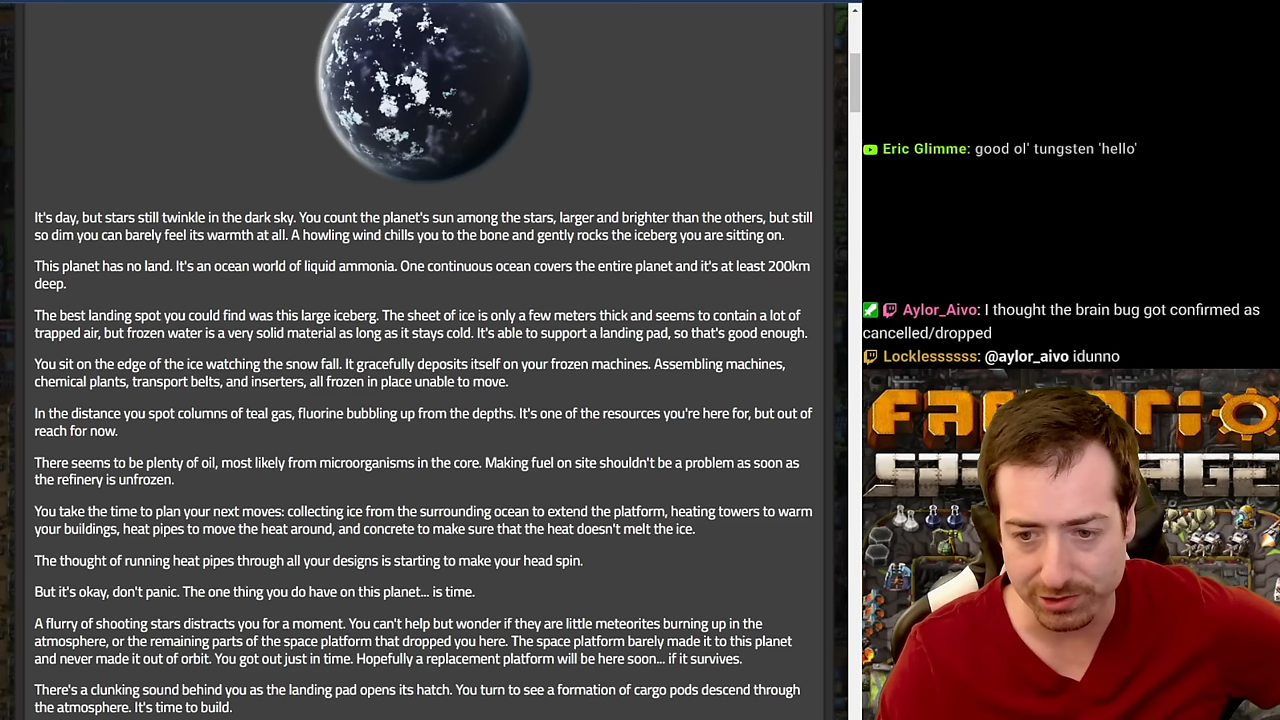 It's day, but stars still twinkle in the dark sky. You count the planet's sun among the stars, larger and brighter than the others, but still
so dim you can barely feel its warmth at all. A howling wind chills you to the bone and gently rocks the iceberg you are sitting on.
This planet has no land. It's an ocean world of liquid ammonia. One continuous ocean covers the entire planet and it's at least 200km
deep.
The best landing spot you could find was this large iceberg. The sheet of ice is only a few meters thick and seems to contain a lot of
trapped air, but frozen water is a very solid material as long as it stays cold. It's able to support a landing pad, so that's good enough.
You sit on the edge on the ice watching the snow fall. It gracefully deposits itself on your frozen machines. Assembling machines,
chemical plants, transport belts, and inserters, all frozen in place unable to move.
In the distance you spot columns of teal gas, fluorine bubbling up from the depths. It's one of the resources you're here for, but out of
reach for now.
There seems to be plenty of oil, most likely from microorganisms in the core. Making fuel on site shouldn't be a problem as soon as
the refinery is unfrozen.
You take the time to plan your next moves: collecting ice from the surrounding ocean to extend the platform, heating towers to warm
your buildings, heat pipes to move the heat around, and concrete to make sure that the heat doesn't melt the ice.
The thought of running heat pipes through all your designs is starting to make your head spin.
But it's okay, don't panic. The one thing you do have on this planet... is time.
A flurry of shooting stars distracts you for a moment. You can't help but wonder if they are little meteorites burning up in the
atmosphere, or the remaining parts of the space platform that dropped you here. The space platform barely made it to this planet
and never made it out of orbit. You got out just in time. Hopefully a replacement platform will be here soon... if it survives.
There's a clunking sound behind you as the landing pad opens its hatch. You turn to see a formation of cargo pods descend through
the atmosphere. It's time to build.
Eric Glimme: good ol' tungsten 'hello'
Aylor_Aivo: I thought the brain bug got confirmed as
cancelled/dropped
Locklessssss: @aylor_aivo idunno